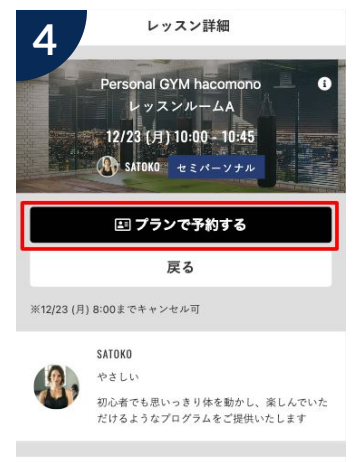 4
レッスン詳細
Personal GYM hacomono
レッスンルームA
12/23 (月) 10:00 - 10:45
SATOKO セミパーソナル
プランで予約する
戻る
※12/23 (月) 8:00までキャンセル可
SATOKO
やさしい
初心者でも思いっきり体を動かし、楽しんでいた
だけるようなプログラムをご提供いたします